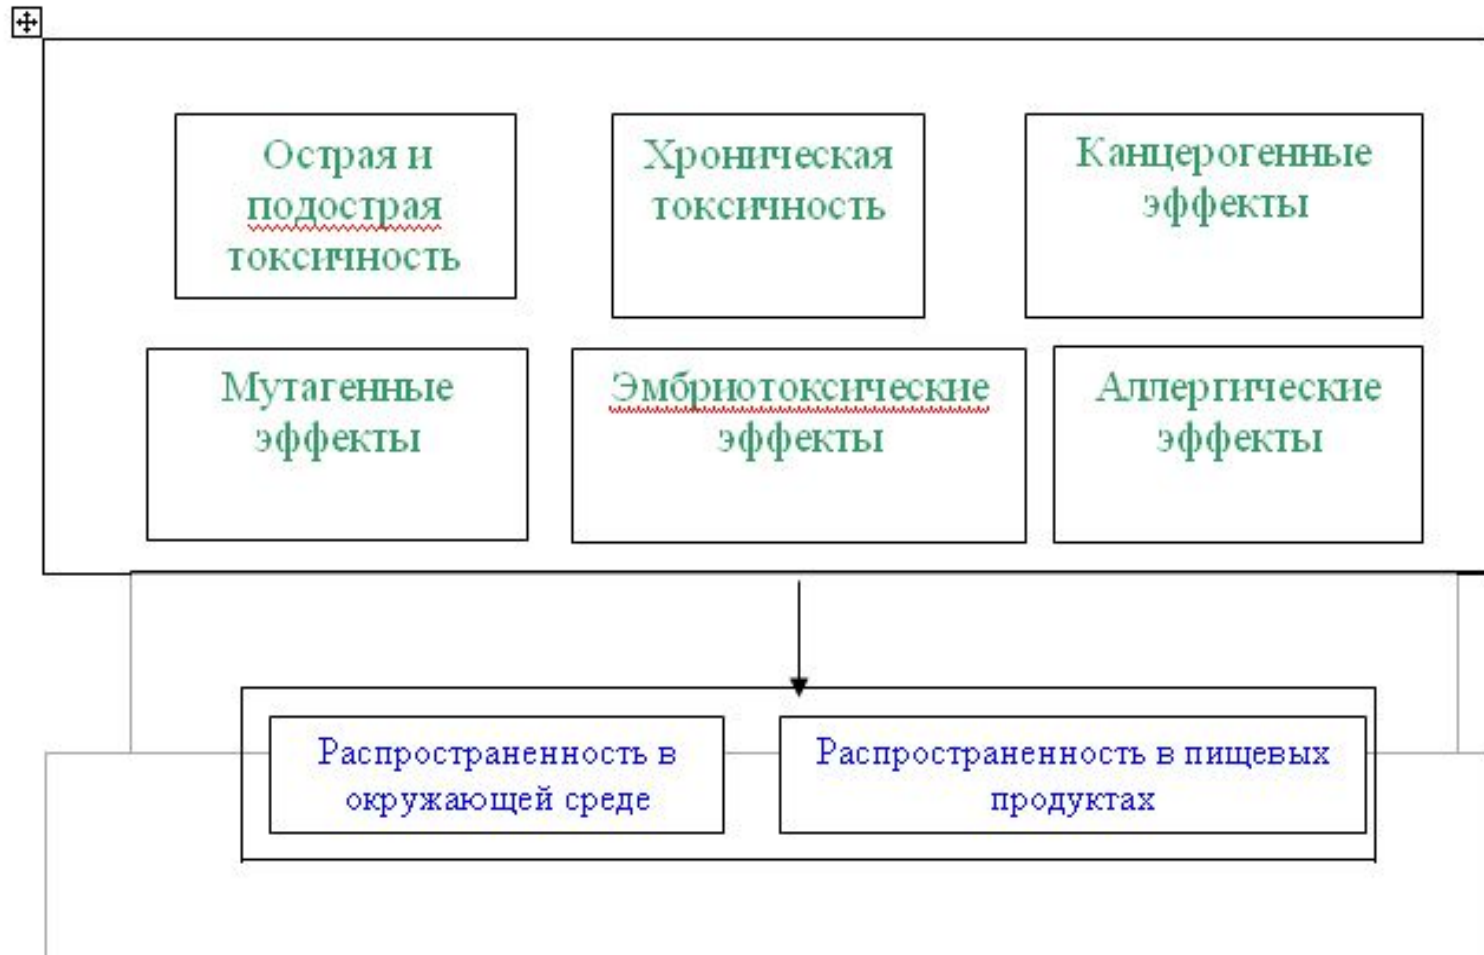 Острая и
подострая
токсичность
Хроническая
токсичность
Канцерогенные
эффекты
Мутагенные
эффекты
Эмбриотоксические
эффекты
Аллергические
эффекты
Распространенность в
окружающей среде
Распространенность в пищевых
продуктах